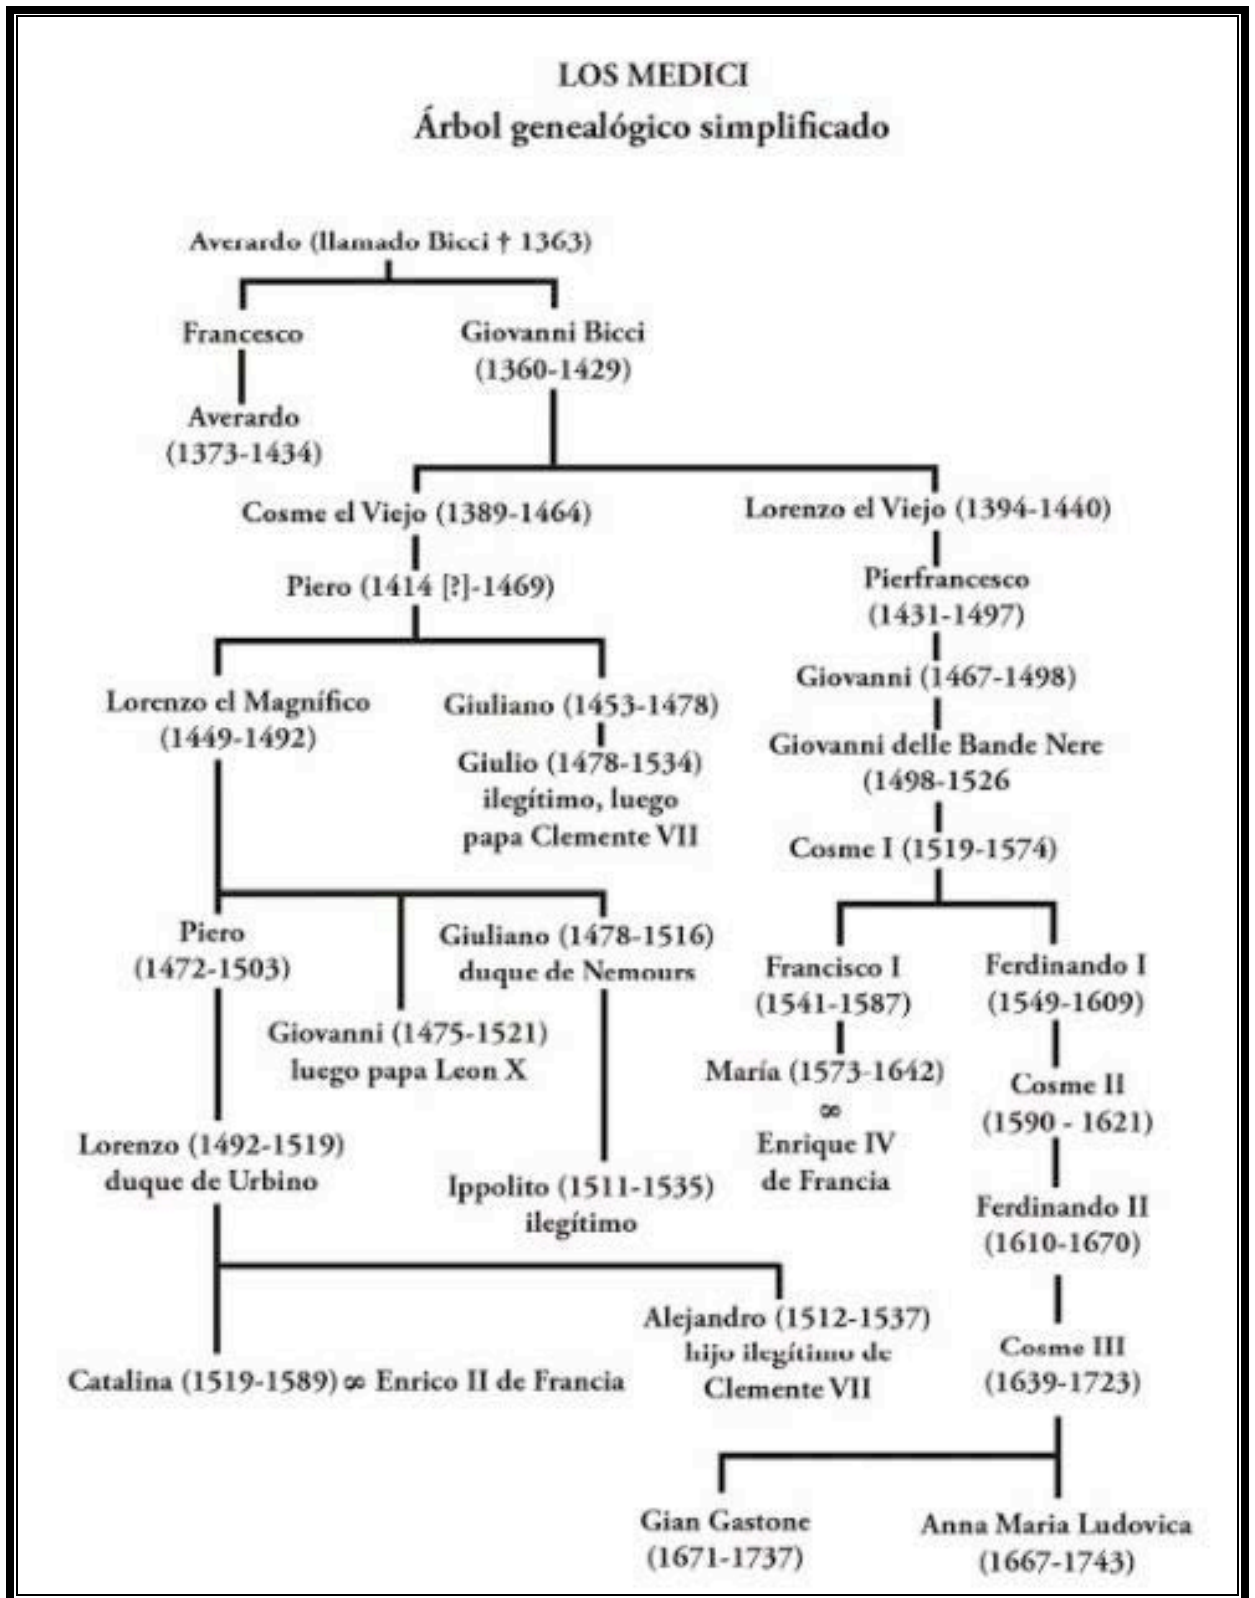 LOS MEDICI
Árbol genealógico simplificado
Averardo (llamado Bicci † 1363)
Francesco
Giovanni Bicci
(1360-1429)
Averardo
(1373-1434)
Cosme el Viejo (1389-1464)
Lorenzo el Viejo (1394-1440)
Piero (1414 [?]-1469)
Pierfrancesco
(1431-1497)
Giovanni (1467-1498)
Lorenzo el Magnífico
(1449-1492)
Giuliano (1453-1478)
Giulio (1478-1534)
ilegítimo, luego
papa Clemente VII
Giovanni delle Bande Nere
(1498-1526
Cosme I (1519-1574)
Piero
(1472-1503)
Giuliano (1478-1516)
duque de Nemours
Francisco I
(1541-1587)
Ferdinando I
(1549-1609)
Giovanni (1475-1521)
luego papa Leon X
María (1573-1642)
∞
Enrique IV
de Francia
Cosme II
(1590 - 1621)
Lorenzo (1492-1519)
duque de Urbino
Ippolito (1511-1535)
ilegítimo
Ferdinando II
(1610-1670)
Alejandro (1512-1537)
hijo ilegítimo de
Clemente VII
Cosme III
(1639-1723)
Catalina (1519-1589) ∞ Enrico II de Francia
Gian Gastone
(1671-1737)
Anna Maria Ludovica
(1667-1743)